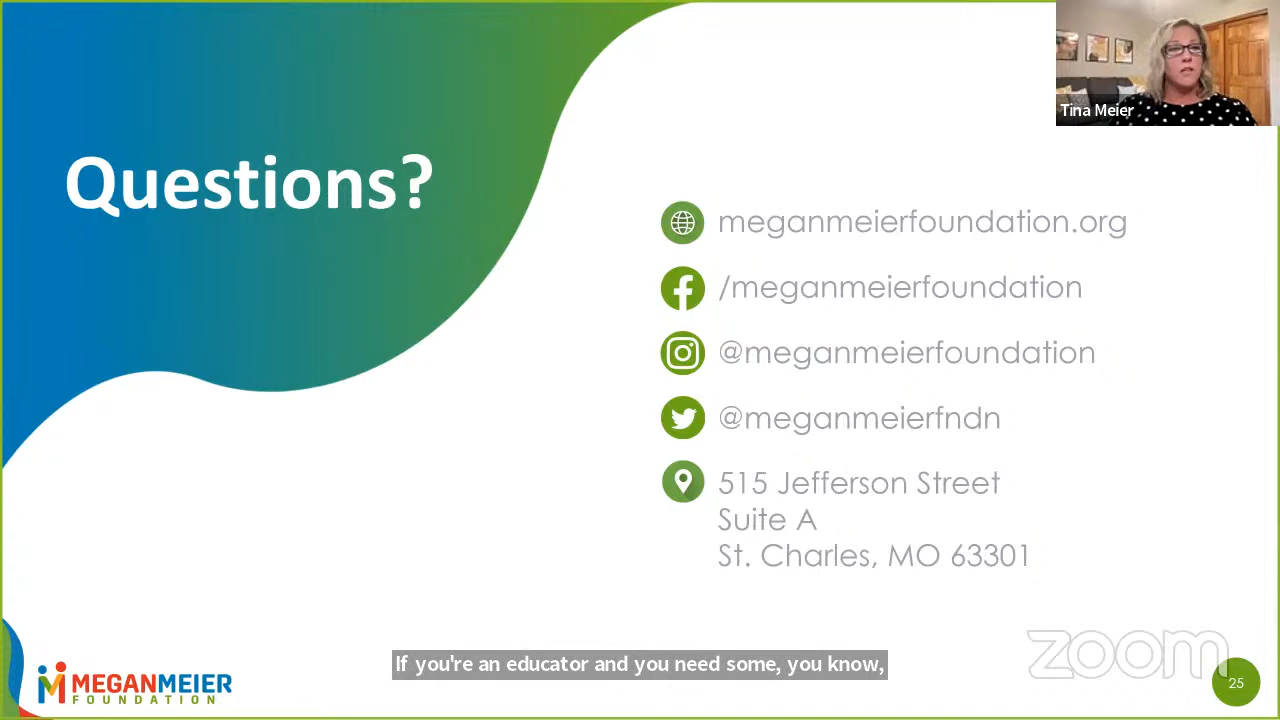 Tina Meier
Questions?
meganmeierfoundation.org
/meganmeierfoundation
@meganmeierfoundation
@meganmeierfndn
515 Jefferson Street
Suite A
St. Charles, MO 63301
If you're an educator and you need some, you know,
MEGANMEIER
FOUNDATION
zoom
25